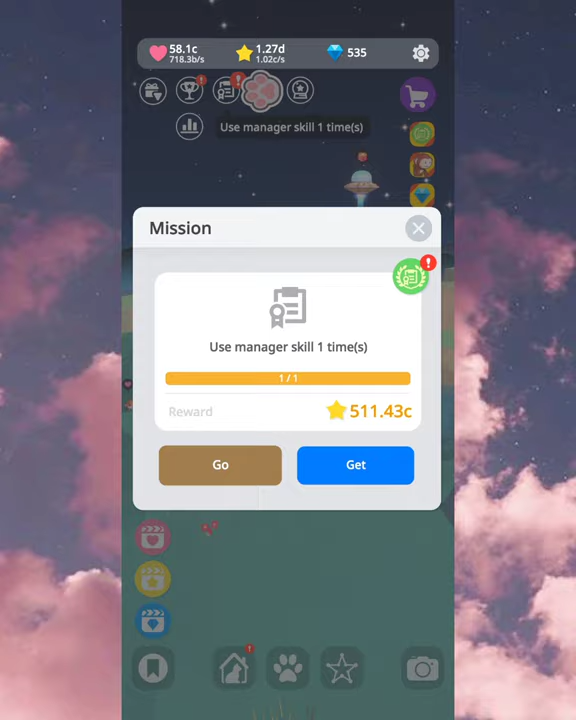 58.1c
718.3b/s
1.27d
1.02c/s
535
Use manager skill 1 time(s)
Mission
Use manager skill 1 time(s)
1 / 1
Reward
511.43c
Go
Get